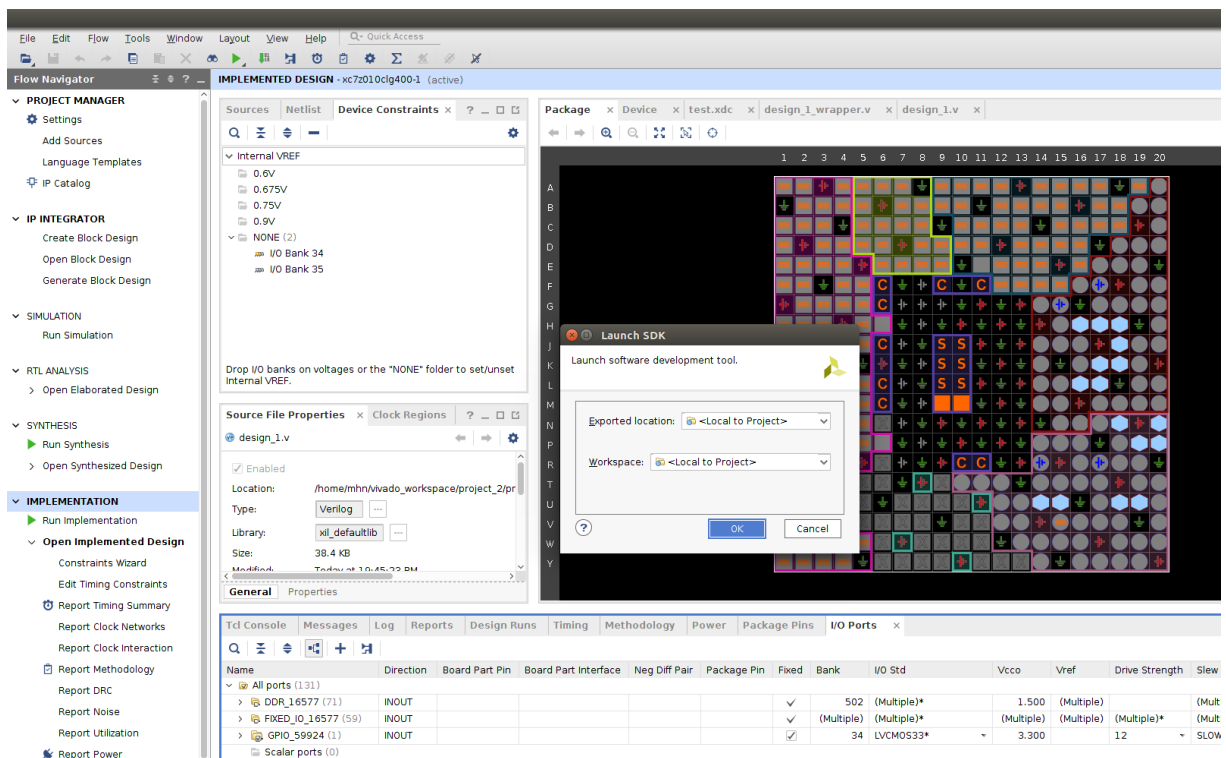 File Edit Flow Tools Window Layout View Help Quick Access
Flow Navigator
IMPLEMENTED DESIGN - xc7z010clg400-1 (active)
PROJECT MANAGER
Settings
Add Sources
Language Templates
IP Catalog
IP INTEGRATOR
Create Block Design
Open Block Design
Generate Block Design
SIMULATION
Run Simulation
RTL ANALYSIS
Open Elaborated Design
SYNTHESIS
Run Synthesis
Open Synthesized Design
IMPLEMENTATION
Run Implementation
Open Implemented Design
Constraints Wizard
Edit Timing Constraints
Report Timing Summary
Report Clock Networks
Report Clock Interaction
Report Methodology
Report DRC
Report Noise
Report Utilization
Report Power
Sources Netlist Device Constraints
Internal VREF
0.6V
0.675V
0.75V
0.9V
NONE (2)
I/O Bank 34
I/O Bank 35
Drop I/O banks on voltages or the "NONE" folder to set/unset
Internal VREF.
Source File Properties Clock Regions
design_1.v
Enabled
Location: /home/mhn/vivado_workspace/project_2/pr
Type: Verilog
Library: xil_defaultlib
Size: 38.4 KB
Modified: Today at 19:45:23 PM
General Properties
Package Device test.xdc design_1_wrapper.v design_1.v
1 2 3 4 5 6 7 8 9 10 11 12 13 14 15 16 17 18 19 20
A
B
C
D
E
F C C C
G C
H
J C S S
K S S
L C S S
M C
N
P
R C C
T
U
V
W
Y
Launch SDK
Launch software development tool.
Exported location: <Local to Project>
Workspace: <Local to Project>
OK Cancel
Tcl Console Messages Log Reports Design Runs Timing Methodology Power Package Pins I/O Ports
Name Direction Board Part Pin Board Part Interface Neg Diff Pair Package Pin Fixed Bank I/O Std Vcco Vref Drive Strength Slew
All ports (131)
DDR_16577 (71) INOUT 502 (Multiple)* 1.500 (Multiple) (Mult
FIXED_IO_16577 (59) INOUT (Multiple) (Multiple)* (Multiple) (Multiple) (Multiple)* (Mult
GPIO_59924 (1) INOUT 34 LVCMOS33* 3.300 12 SLOW
Scalar ports (0)